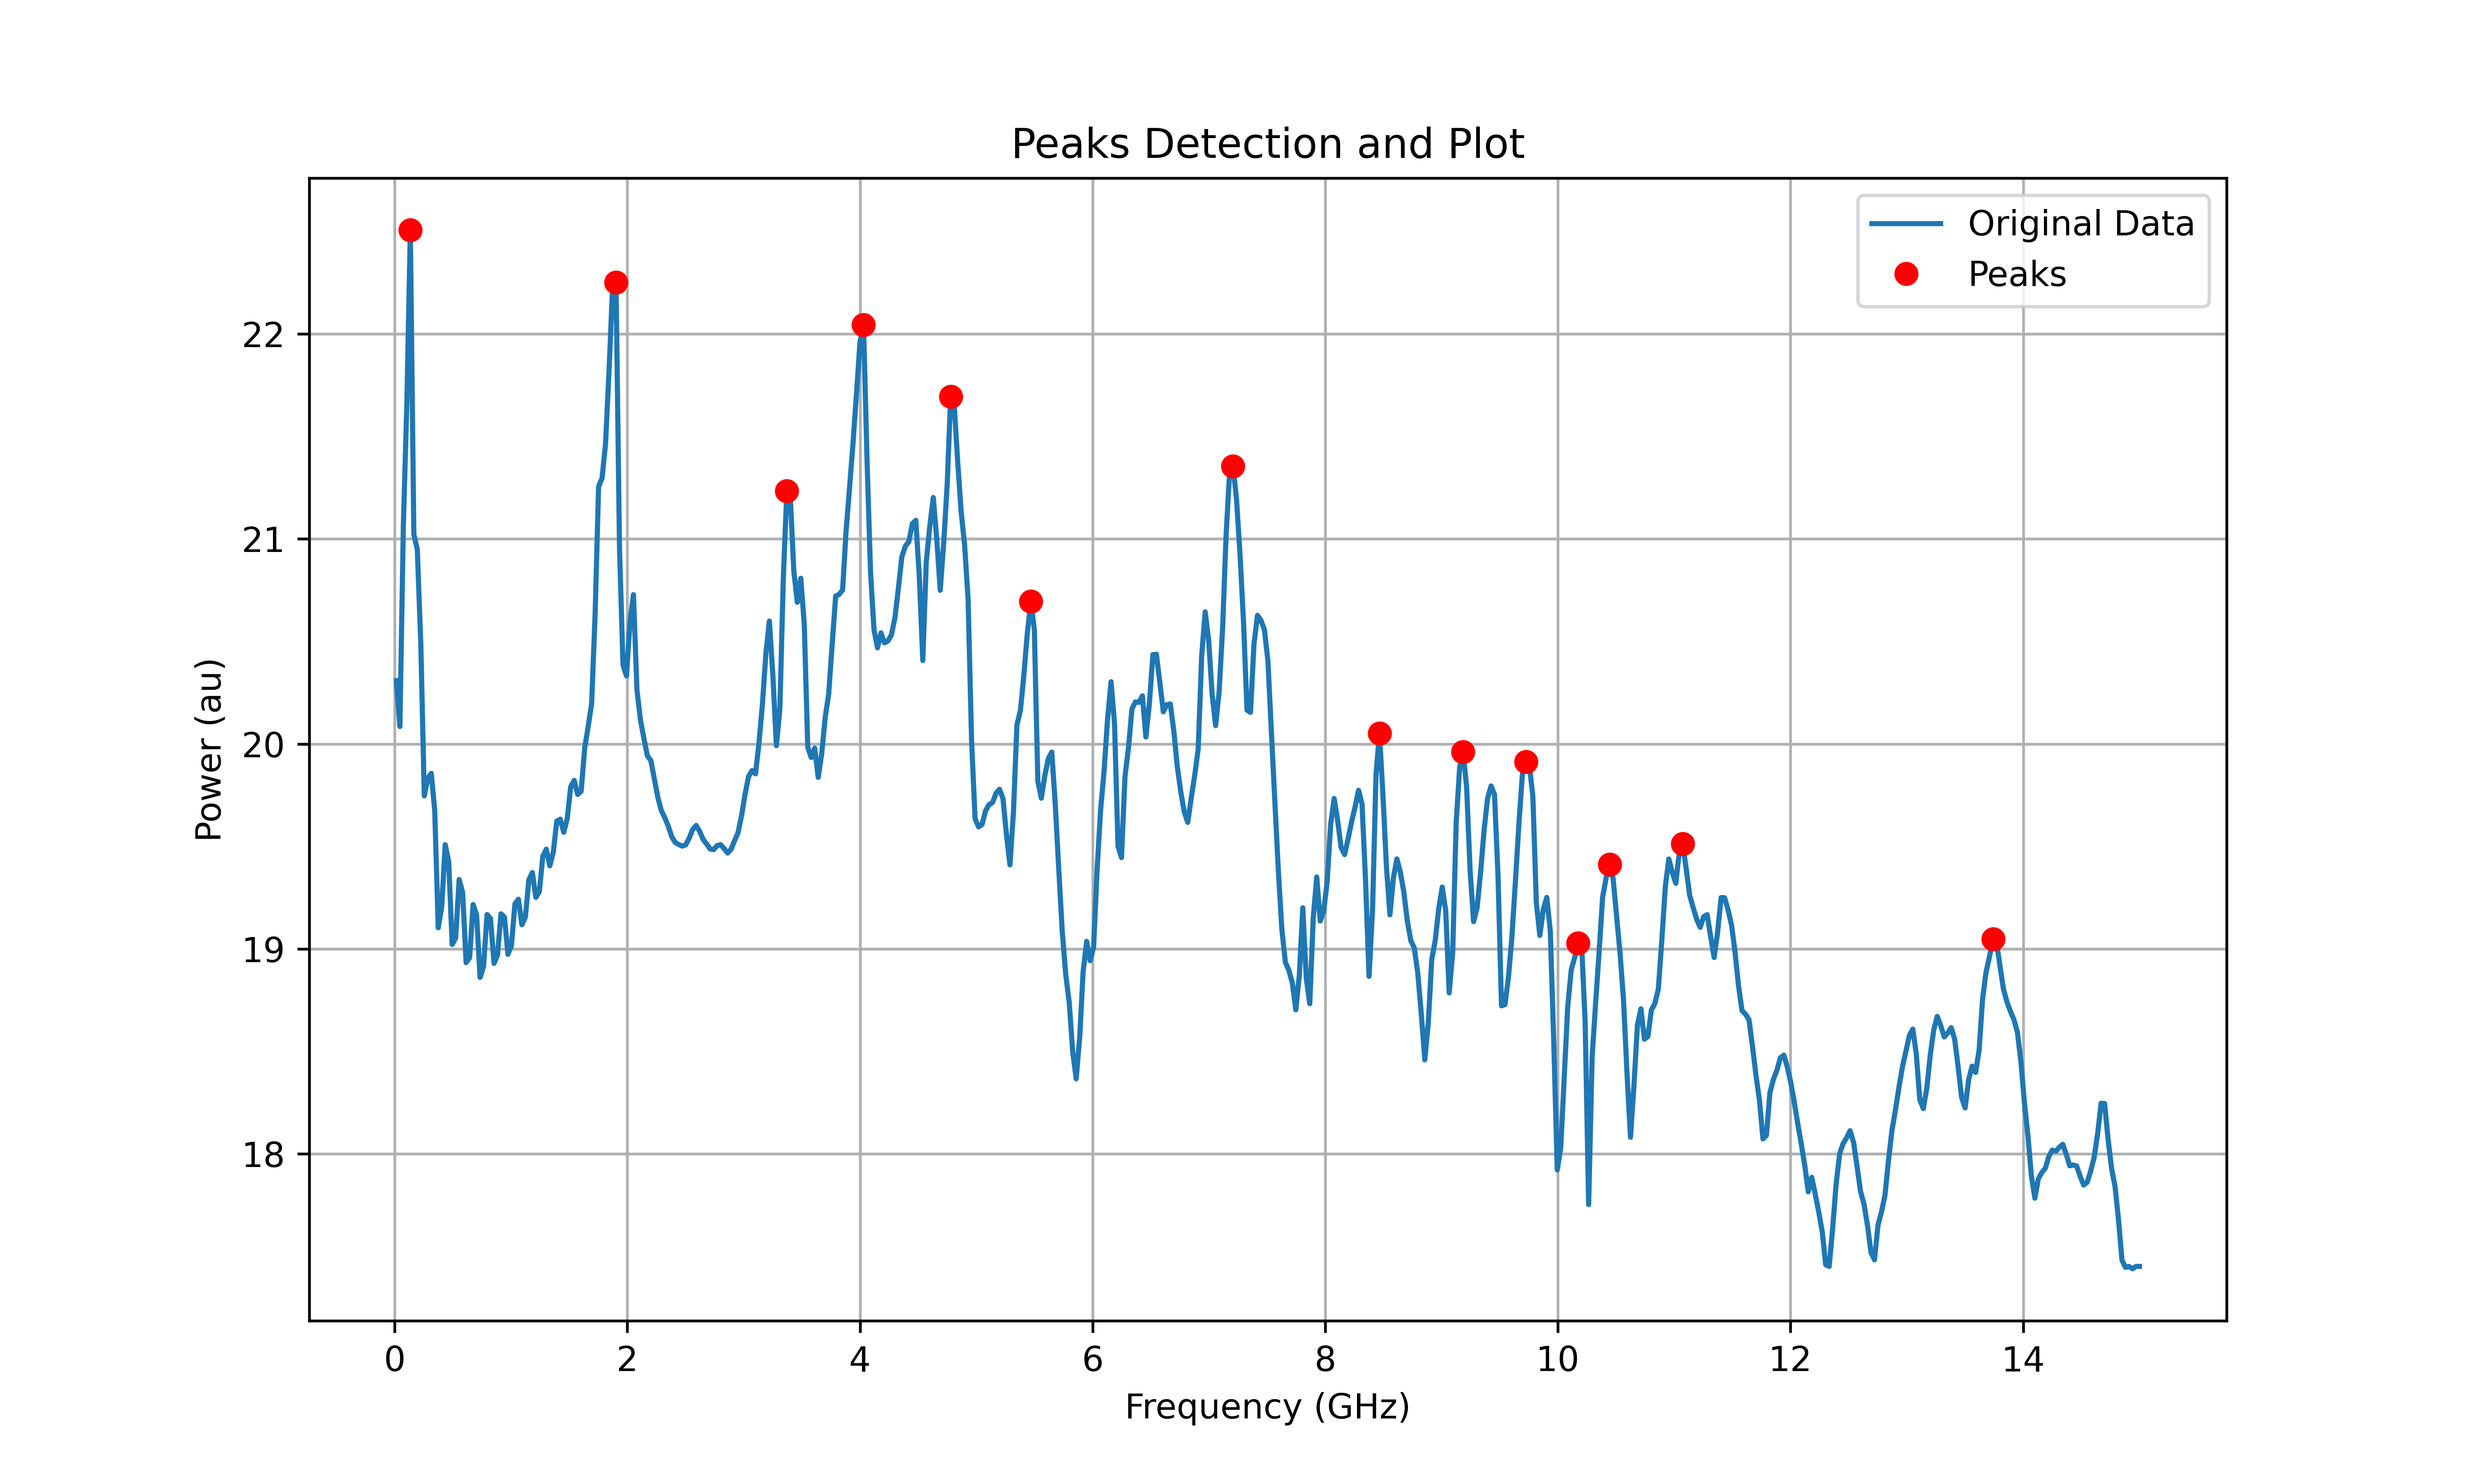 Peaks Detection and Plot
Original Data
Peaks
22
21
20
19
18
Power (au)
0 2 4 6 8 10 12 14
Frequency (GHz)